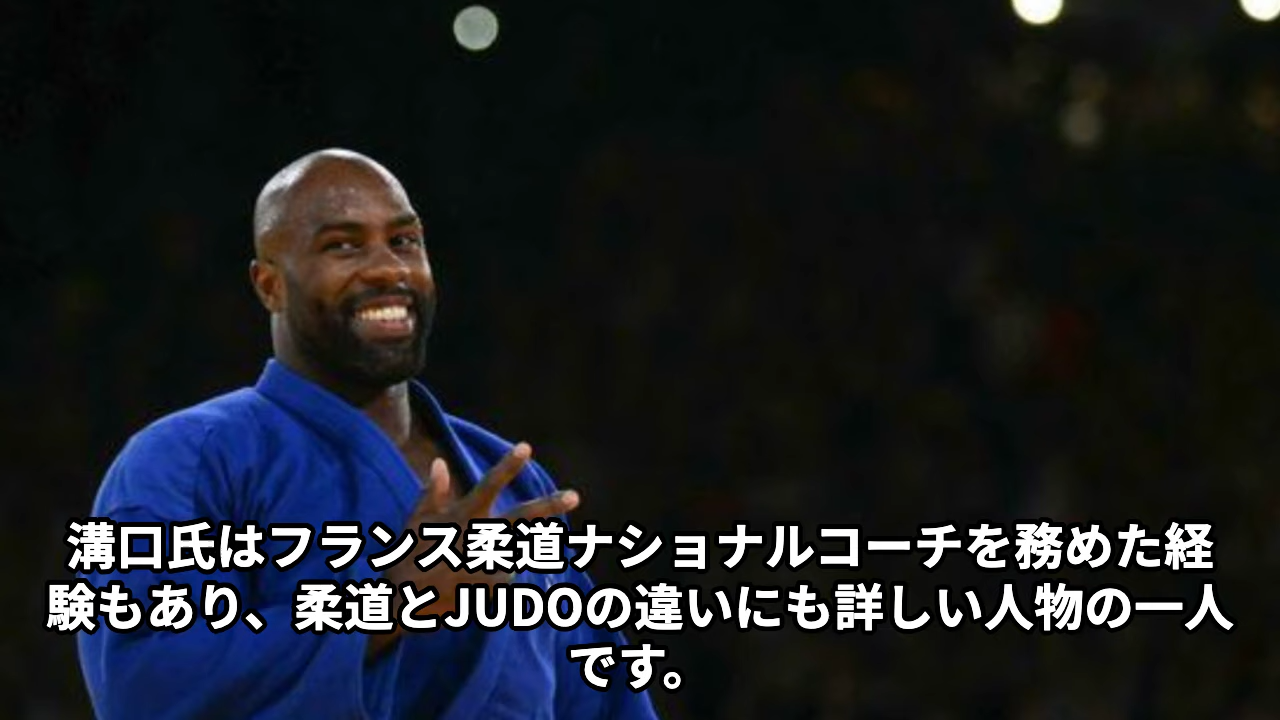 溝口氏はフランス柔道ナショナルコーチを務めた経
験もあり、柔道とJUDOの違いにも詳しい人物の一人
です。